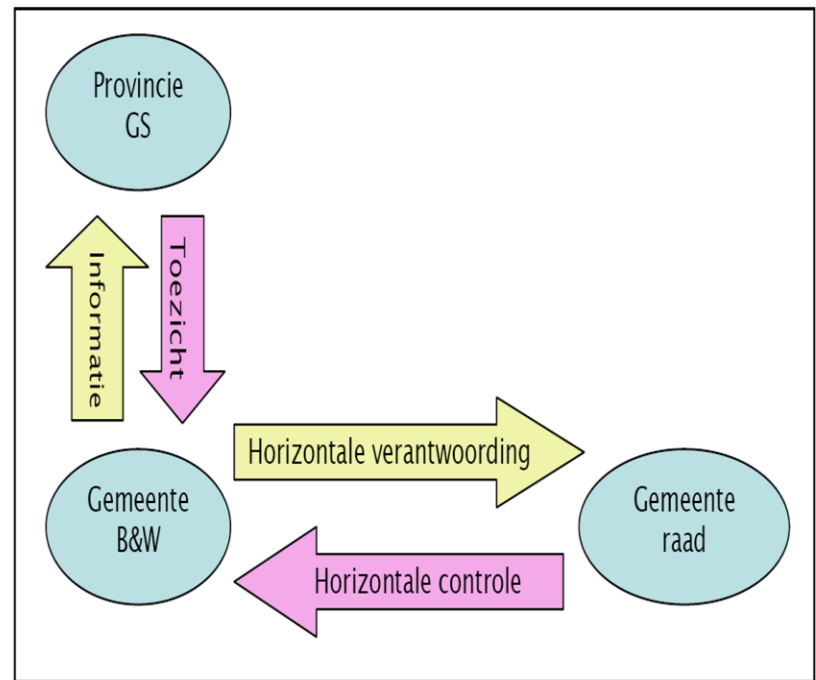 Provincie
GS
Informatie
Toezicht
Horizontale verantwoording
Gemeente
B&W
Gemeente
raad
Horizontale controle